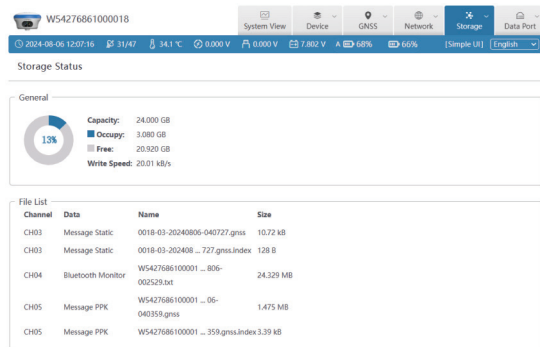 W54276861000018
System View
Device
GNSS
Network
Storage
Data Port
2024-08-06 12:07:16 31/47 34.1 °C 0.000 V 0.000 V 7.802 V A 68% 66% [Simple UI] English
Storage Status
General
13%
Capacity: 24.000 GB
Occupy: 3.080 GB
Free: 20.920 GB
Write Speed: 20.01 kB/s
File List
Channel Data Name Size
CH03 Message Static 0018-03-20240806-040727.gnss 10.72 kB
CH03 Message Static 0018-03-202408 ... 727.gnss.index 128 B
CH04 Bluetooth Monitor W5427686100001 ... 806-
002529.txt 24.329 MB
CH05 Message PPK W5427686100001 ... 06-
040359.gnss 1.475 MB
CH05 Message PPK W5427686100001 ... 359.gnss.index 3.39 kB